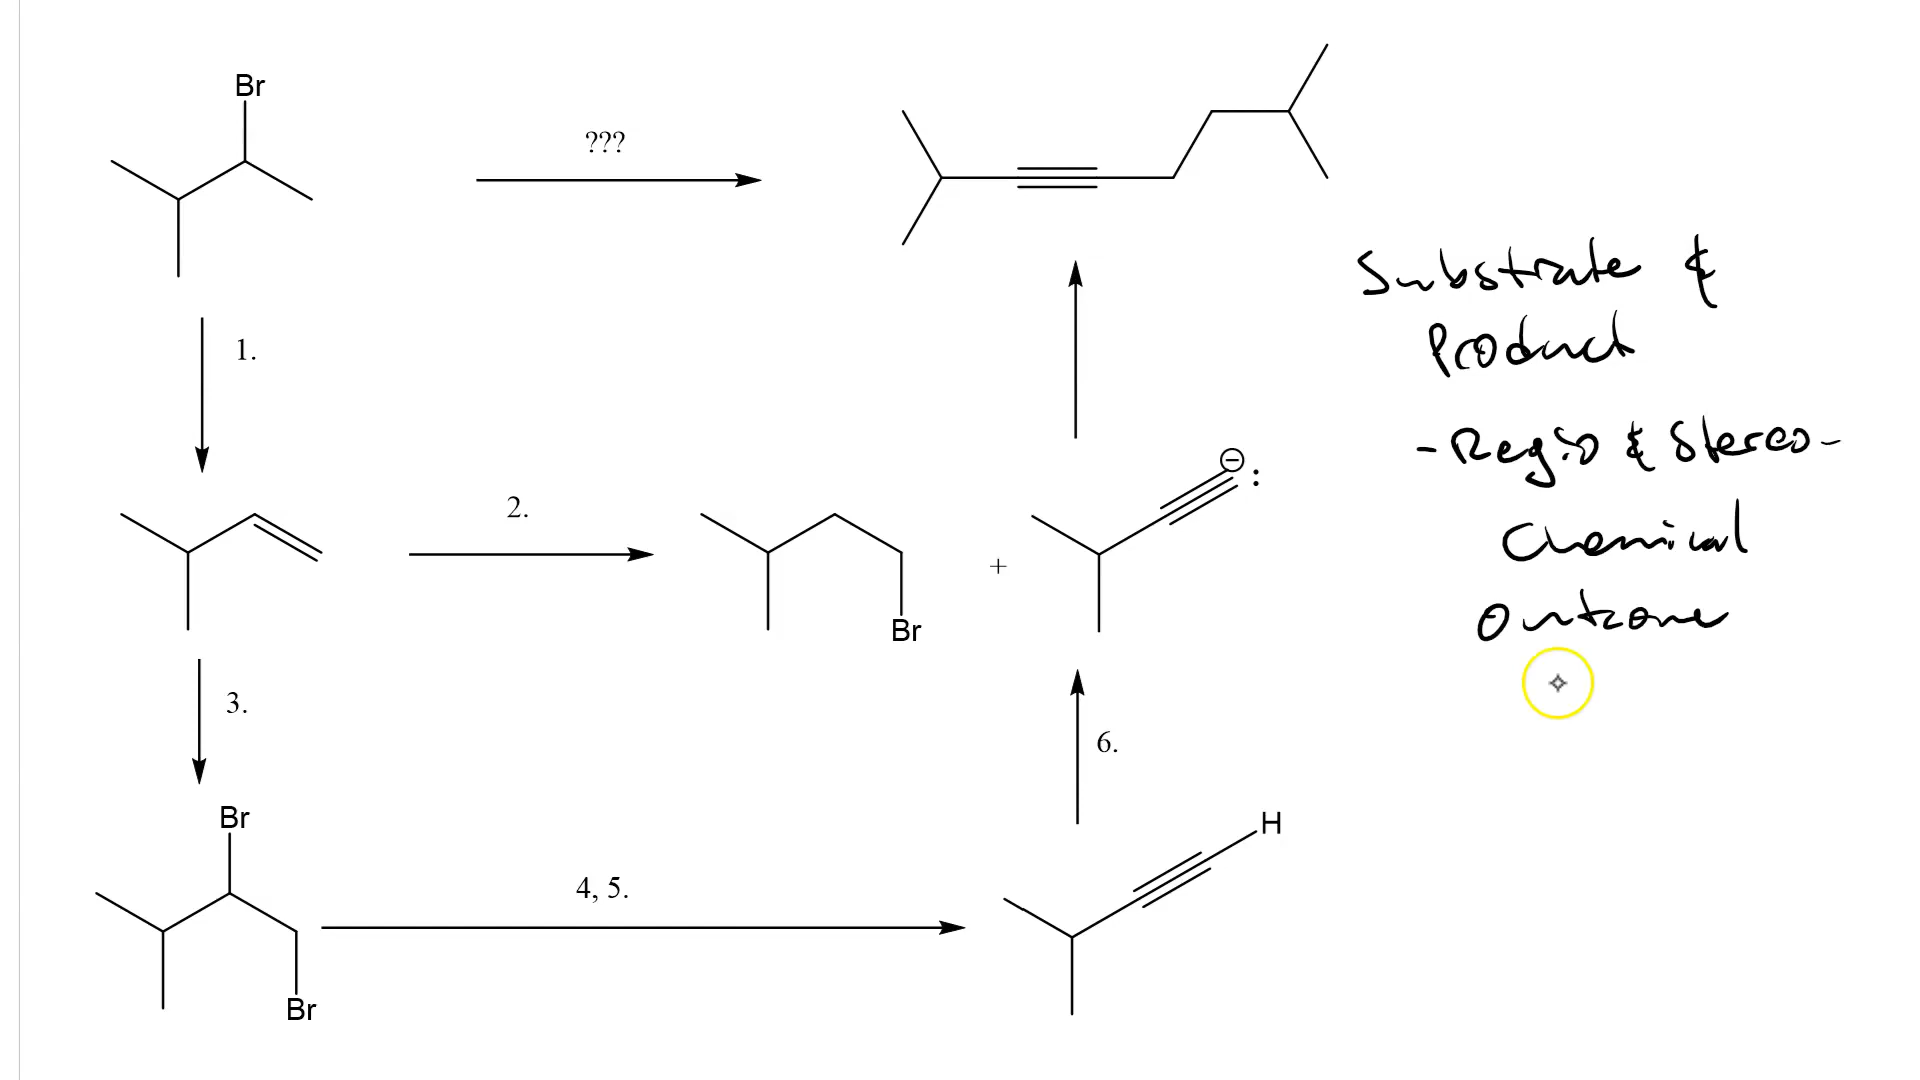 Br
???
Substrate &
Product
1.
- Regio & Stereo-
Chemical
Outcome
2.
⊖ :
+
Br
3.
6.
Br
H
4, 5.
Br